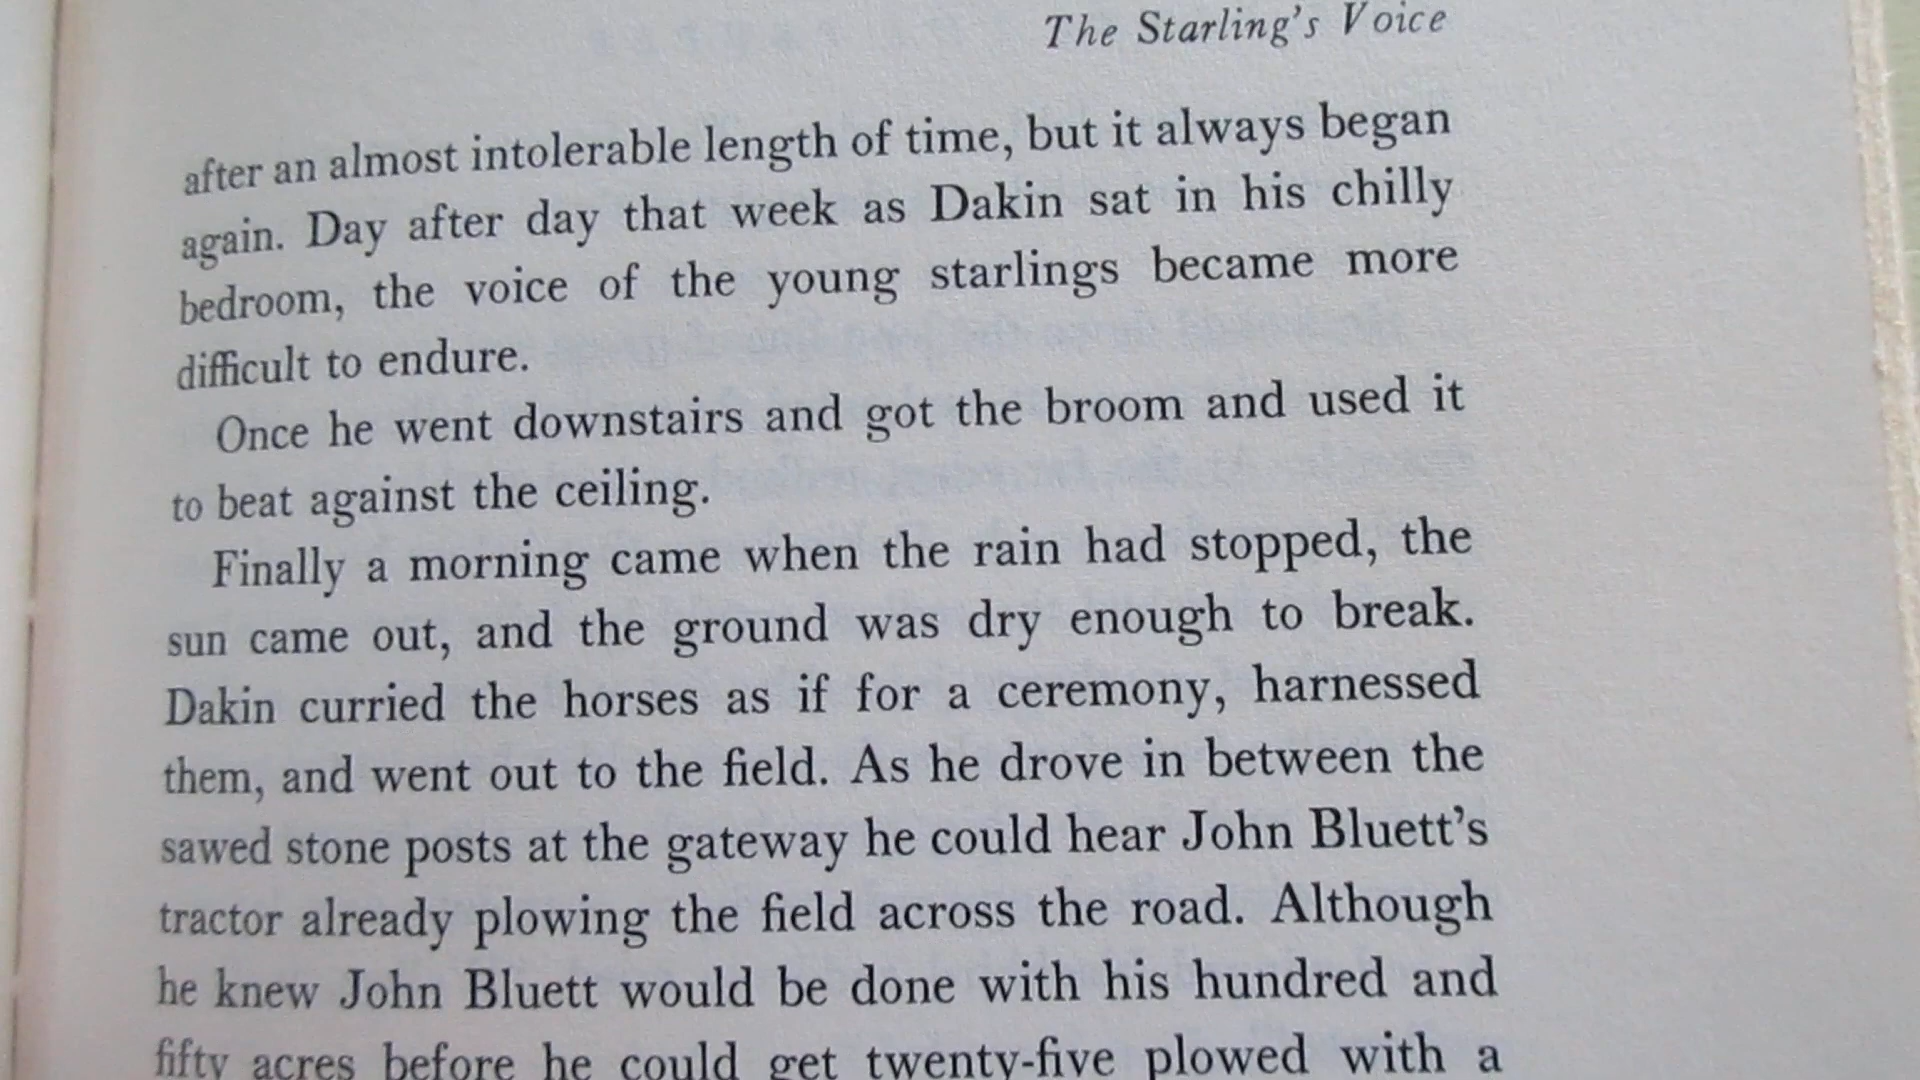 The Starling's Voice
after an almost intolerable length of time, but it always began
again. Day after day that week as Dakin sat in his chilly
bedroom, the voice of the young starlings became more
difficult to endure.
Once he went downstairs and got the broom and used it
to beat against the ceiling.
Finally a morning came when the rain had stopped, the
sun came out, and the ground was dry enough to break.
Dakin curried the horses as if for a ceremony, harnessed
them, and went out to the field. As he drove in between the
sawed stone posts at the gateway he could hear John Bluett's
tractor already plowing the field across the road. Although
he knew John Bluett would be done with his hundred and
fifty acres before he could get twenty-five plowed with a